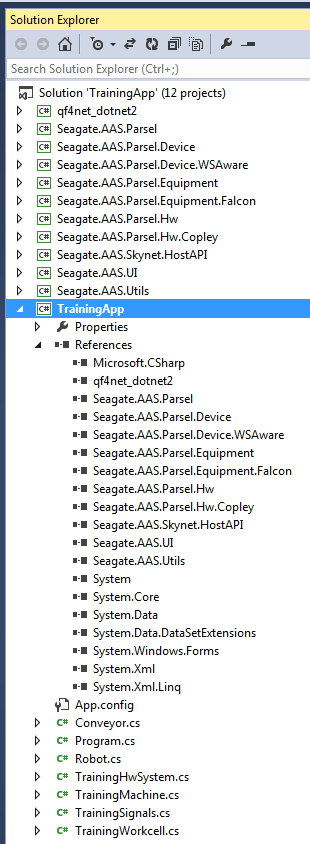 Solution Explorer
Search Solution Explorer (Ctrl+;)
Solution 'TrainingApp' (12 projects)
C# qf4net_dotnet2
C# Seagate.AAS.Parsel
C# Seagate.AAS.Parsel.Device
C# Seagate.AAS.Parsel.Device.WSAware
C# Seagate.AAS.Parsel.Equipment
C# Seagate.AAS.Parsel.Equipment.Falcon
C# Seagate.AAS.Parsel.Hw
C# Seagate.AAS.Parsel.Hw.Copley
C# Seagate.AAS.Skynet.HostAPI
C# Seagate.AAS.UI
C# Seagate.AAS.Utils
C# TrainingApp
Properties
References
Microsoft.CSharp
qf4net_dotnet2
Seagate.AAS.Parsel
Seagate.AAS.Parsel.Device
Seagate.AAS.Parsel.Device.WSAware
Seagate.AAS.Parsel.Equipment
Seagate.AAS.Parsel.Equipment.Falcon
Seagate.AAS.Parsel.Hw
Seagate.AAS.Parsel.Hw.Copley
Seagate.AAS.Skynet.HostAPI
Seagate.AAS.UI
Seagate.AAS.Utils
System
System.Core
System.Data
System.Data.DataSetExtensions
System.Windows.Forms
System.Xml
System.Xml.Linq
App.config
C# Conveyor.cs
C# Program.cs
C# Robot.cs
C# TrainingHwSystem.cs
C# TrainingMachine.cs
C# TrainingSignals.cs
C# TrainingWorkcell.cs